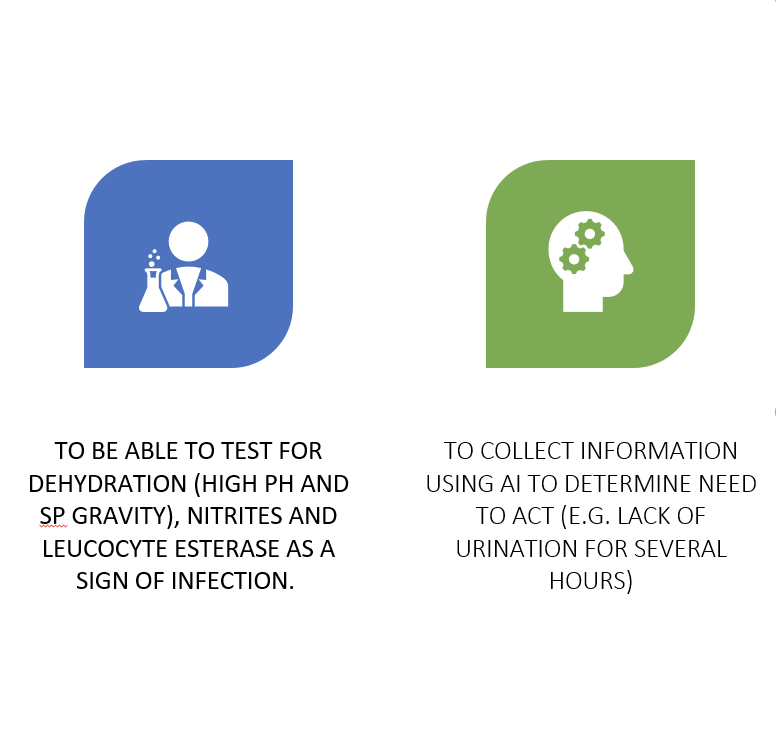 TO BE ABLE TO TEST FOR
DEHYDRATION (HIGH PH AND
SP GRAVITY), NITRITES AND
LEUCOCYTE ESTERASE AS A
SIGN OF INFECTION.
TO COLLECT INFORMATION
USING AI TO DETERMINE NEED
TO ACT (E.G. LACK OF
URINATION FOR SEVERAL
HOURS)